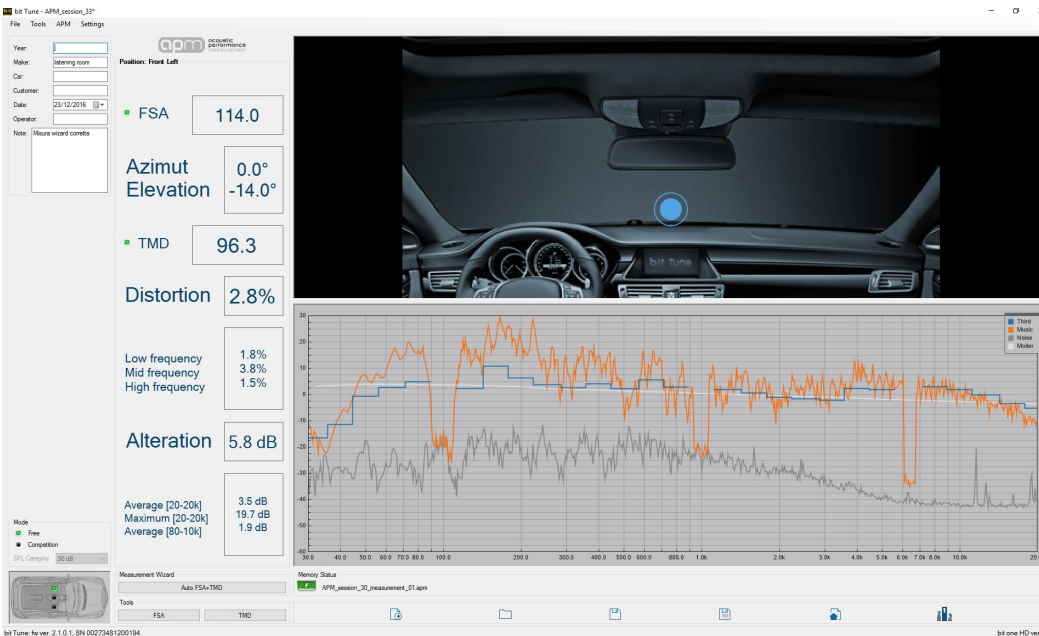 bit Tune - APM_session_33*
File Tools APM Settings
Year:
Make: listening room
Car:
Customer:
Date: 23/12/2016
Operator:
Note: Misura wizard corretta
apm acoustic
performance
measurement
Position: Front Left
FSA 114.0
Azimut 0.0°
Elevation -14.0°
TMD 96.3
Distortion 2.8%
Low frequency 1.8%
Mid frequency 3.8%
High frequency 1.5%
Alteration 5.8 dB
Average [20-20k] 3.5 dB
Maximum [20-20k] 19.7 dB
Average [80-10k] 1.9 dB
bit Tune
Third
Music
Noise
Moller
30
20
10
0
-10
-20
-30
-40
-50
-60
30.0 40.0 50.0 60.0 70.0 80.0 100.0 200.0 300.0 400.0 500.0 600.0 800.0 1.0k 2.0k 3.0k 4.0k 5.0k 6.0k 7.0k 8.0k 10.0k 20.
Mode
Free
Competition
SPL Category 50 dB
Measurement Wizard
Auto FSA+TMD
Tools
FSA TMD
Memory Status
APM_session_30_measurement_01.apm
bit Tune: fw ver. 2.1.0.1, SN 00273481200194
bit one HD ver